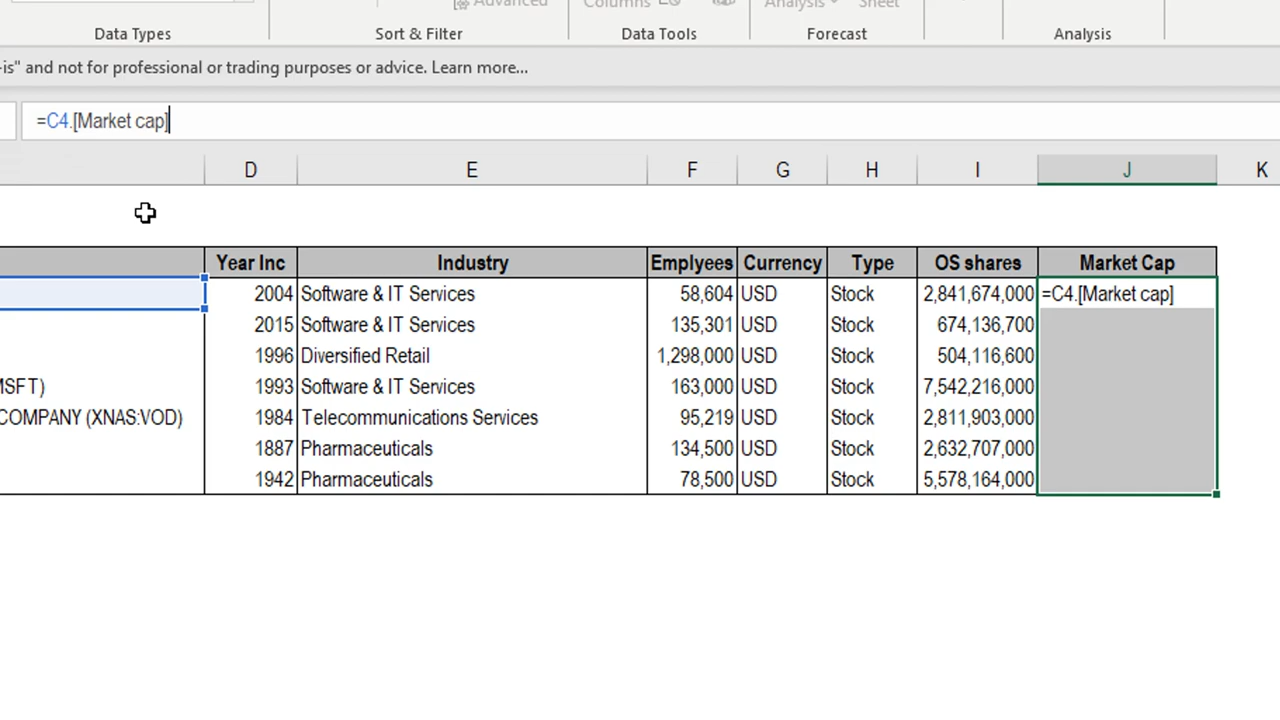 Advanced Columns Analysis Sheet
Data Types Sort & Filter Data Tools Forecast Analysis
-is" and not for professional or trading purposes or advice. Learn more...
=C4.[Market cap]
D E F G H I J K
Year Inc Industry Emplyees Currency Type OS shares Market Cap
2004 Software & IT Services 58,604 USD Stock 2,841,674,000 =C4.[Market cap]
2015 Software & IT Services 135,301 USD Stock 674,136,700
1996 Diversified Retail 1,298,000 USD Stock 504,116,600
MSFT) 1993 Software & IT Services 163,000 USD Stock 7,542,216,000
COMPANY (XNAS:VOD) 1984 Telecommunications Services 95,219 USD Stock 2,811,903,000
1887 Pharmaceuticals 134,500 USD Stock 2,632,707,000
1942 Pharmaceuticals 78,500 USD Stock 5,578,164,000